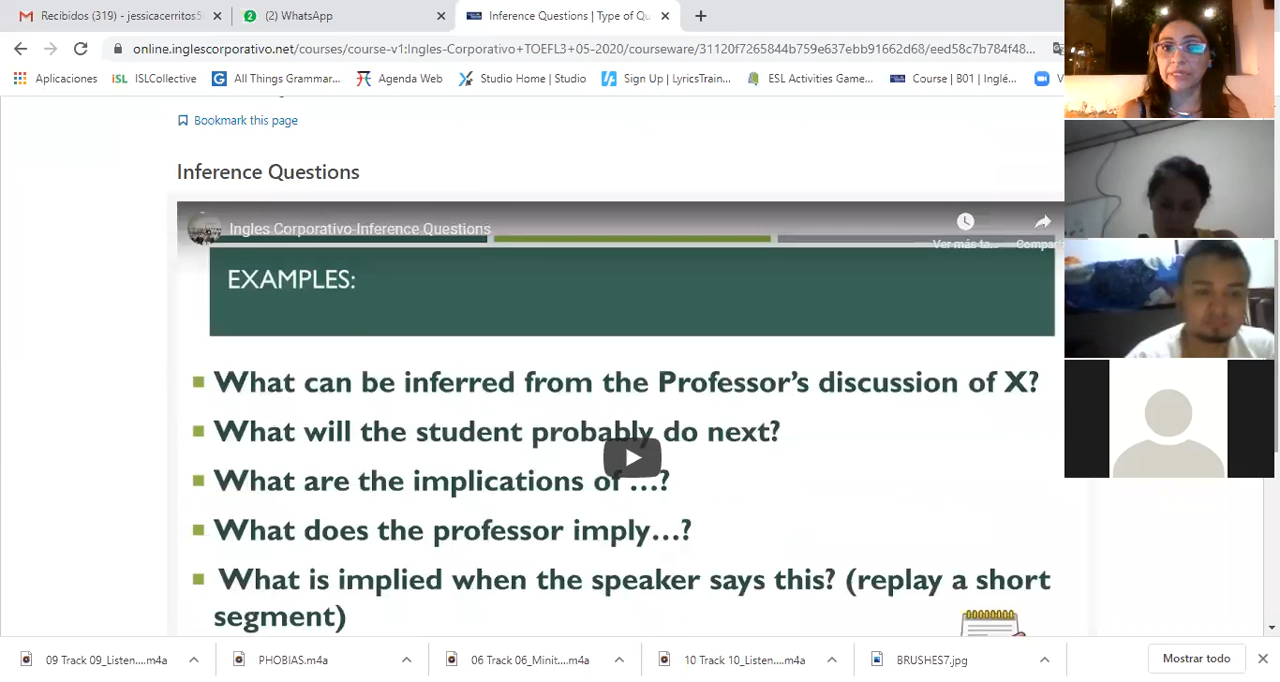 Recibidos (319) - jessicacerritos5
(2) WhatsApp
Inference Questions | Type of Qu
online.inglescorporativo.net/courses/course-v1:Ingles-Corporativo+TOEFL3+05-2020/courseware/31120f7265844b759e637ebb91662d68/eed58c7b784f48...
Aplicaciones
iSL ISLCollective
G All Things Grammar...
Agenda Web
Studio Home | Studio
Sign Up | LyricsTrain...
ESL Activities Game...
Course | B01 | Inglé...
Bookmark this page
Inference Questions
Ingles Corporativo-Inference Questions
Ver más ta...
EXAMPLES:
What can be inferred from the Professor's discussion of X?
What will the student probably do next?
What are the implications of ...?
What does the professor imply...?
What is implied when the speaker says this? (replay a short
segment)
09 Track 09_Listen....m4a
PHOBIAS.m4a
06 Track 06_Minit....m4a
10 Track 10_Listen....m4a
BRUSHES7.jpg
Mostrar todo